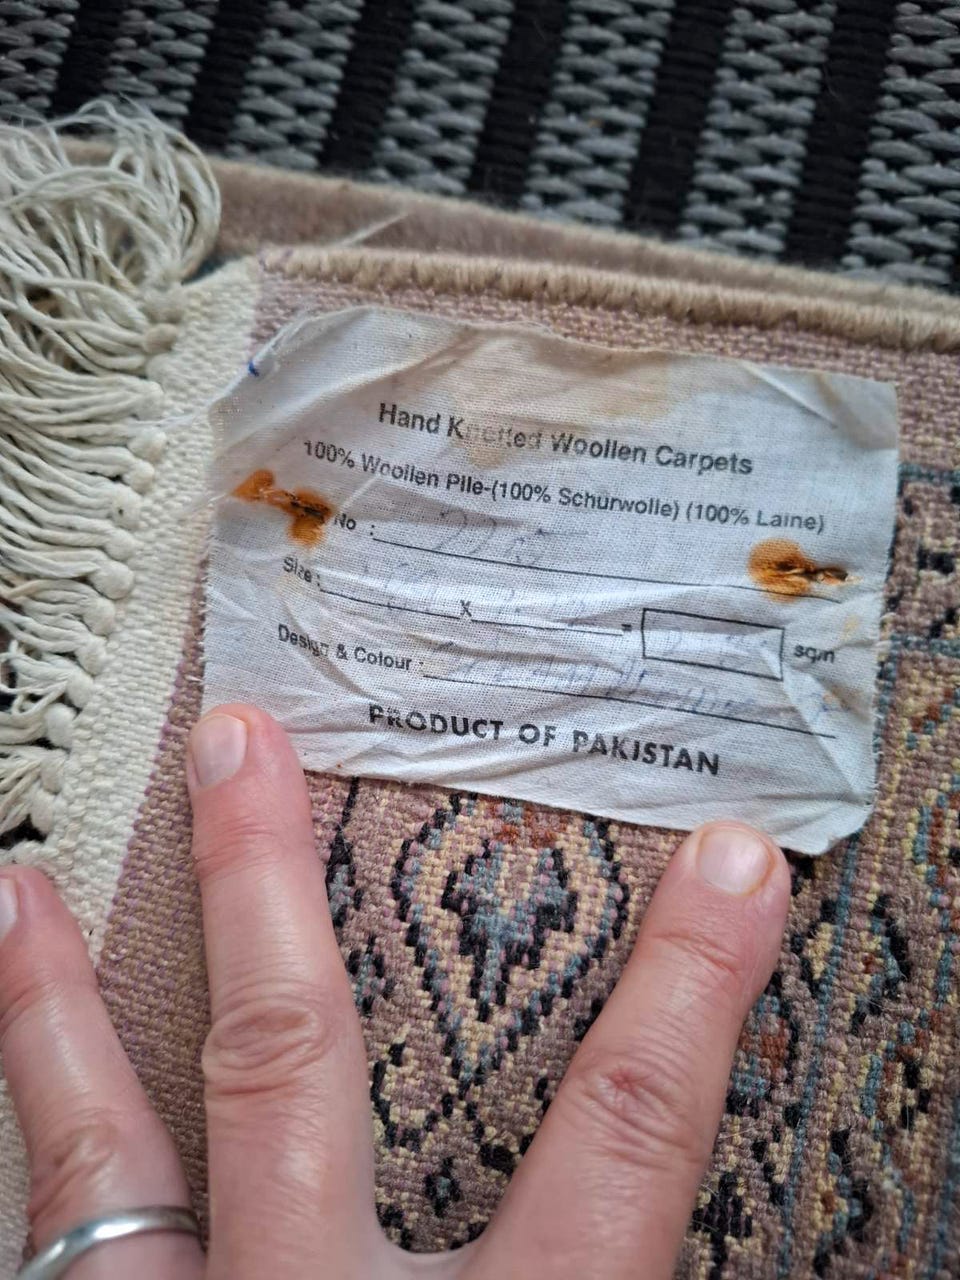 Hand Knotted Woollen Carpets
100% Woollen Pile-(100% Schurwolle) (100% Laine)
No :
Size : X = sqm
Design & Colour :
PRODUCT OF PAKISTAN